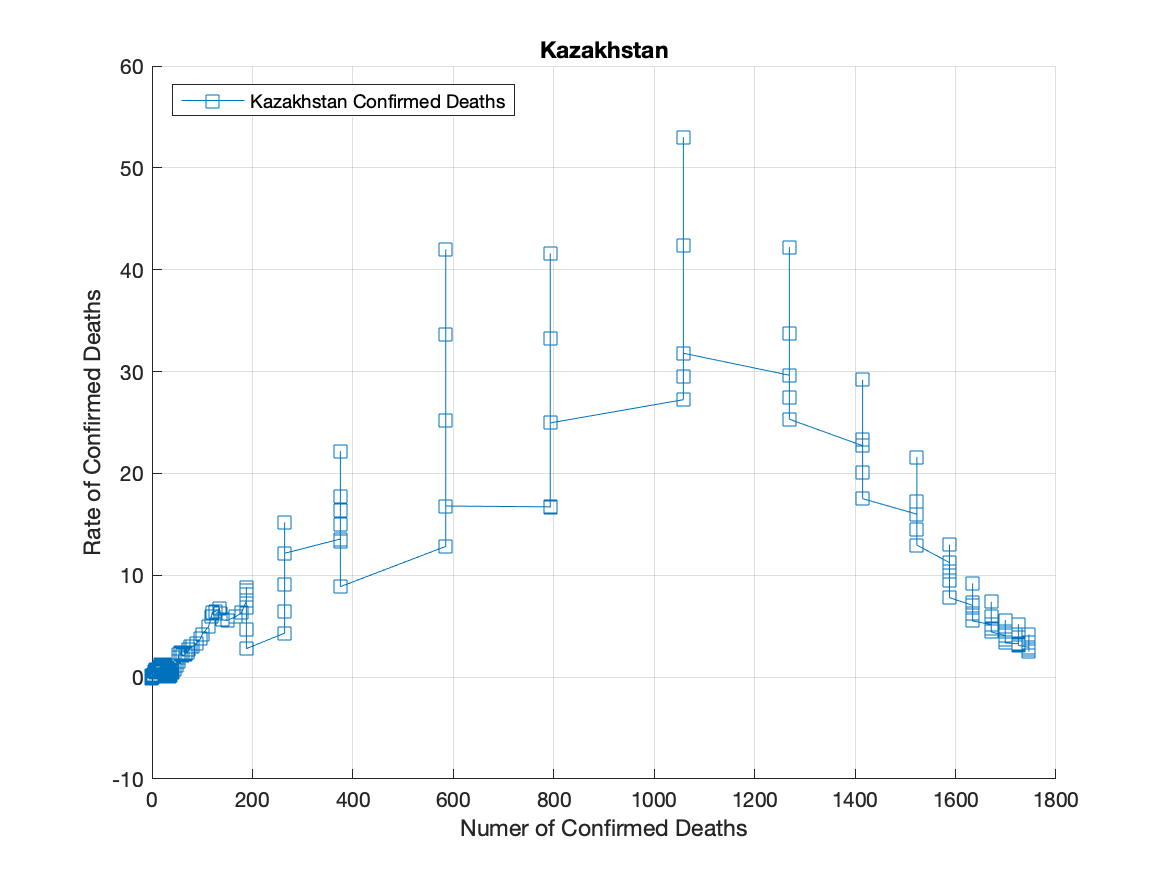 Kazakhstan
60
Kazakhstan Confirmed Deaths
50
40
30
20
10
0
-10
Rate of Confirmed Deaths
0 200 400 600 800 1000 1200 1400 1600 1800
Numer of Confirmed Deaths